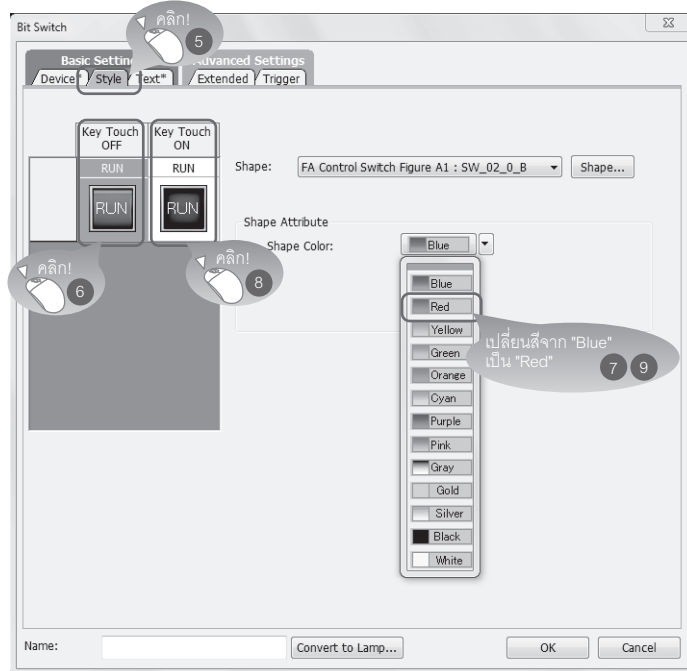 Bit Switch
คลิก!
5
Basic Settin
vanced Settings
Device* Style Text* Extended Trigger
Key Touch OFF
Key Touch ON
RUN
RUN
RUN
RUN
Shape: FA Control Switch Figure A1 : SW_02_0_B Shape...
Shape Attribute
Shape Color: Blue
คลิก!
6
คลิก!
8
Blue
Red
Yellow
Green
Orange
Cyan
Purple
Pink
Gray
Gold
Silver
Black
White
เปลี่ยนสีจาก "Blue"
เป็น "Red"
7 9
Name: Convert to Lamp... OK Cancel